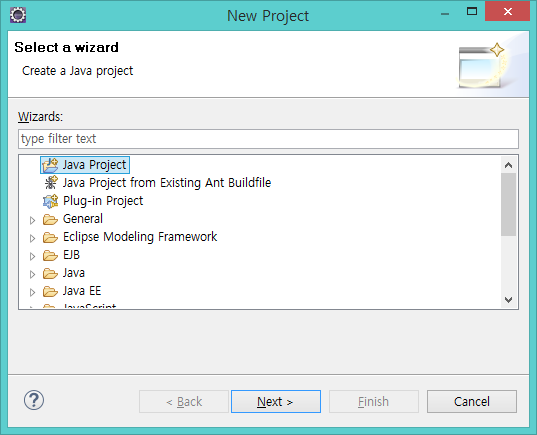 New Project
Select a wizard
Create a Java project
Wizards:
type filter text
Java Project
Java Project from Existing Ant Buildfile
Plug-in Project
General
Eclipse Modeling Framework
EJB
Java
Java EE
JavaScript
< Back
Next >
Finish
Cancel